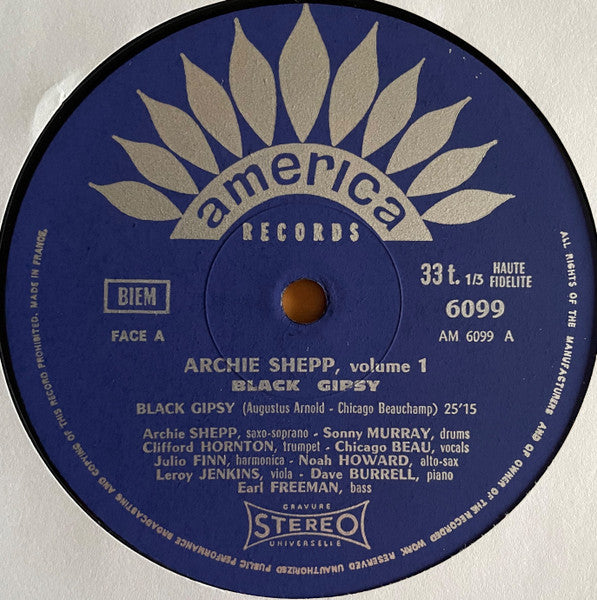 america
RECORDS
BIEM
FACE A
33 t. 1/3 HAUTE FIDELITE
6099
AM 6099 A
ARCHIE SHEPP, volume 1
BLACK GIPSY
BLACK GIPSY (Augustus Arnold - Chicago Beauchamp) 25'15
Archie SHEPP, saxo-soprano - Sonny MURRAY, drums
Clifford HORNTON, trumpet - Chicago BEAU, vocals
Julio FINN, harmonica - Noah HOWARD, alto-sax
Leroy JENKINS, viola - Dave BURRELL, piano
Earl FREEMAN, bass
GRAVURE
STEREO
UNIVERSELLE
ALL RIGHTS OF THE MANUFACTURERS AND OF OWNER OF THE RECORDED WORK RESERVED UNAUTHORIZED PUBLIC PERFORMANCE BROADCASTING AND COPYING OF THIS RECORD PROHIBITED. MADE IN FRANCE.